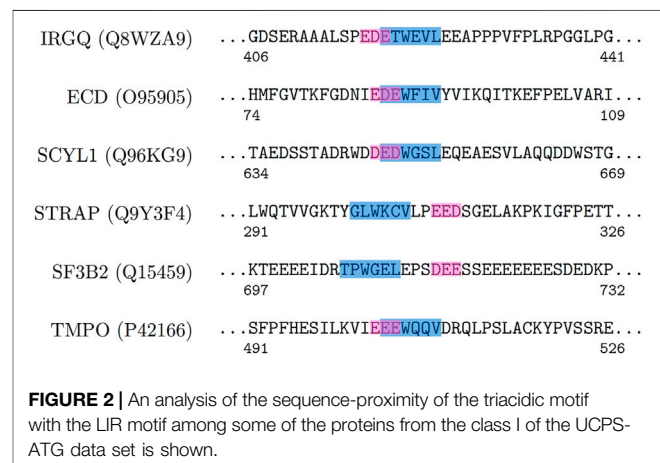 IRGQ (Q8WZA9) ...GDSERAAALSPEDETWEVLEEAPPPVFPLRPGGLPG...
406 441
ECD (O95905) ...HMFGVTKFGDNIEDEWFIVYVIKQITKEFPELVARI...
74 109
SCYL1 (Q96KG9) ...TAEDSSTADRWDDEDWGSLEQEAESVLAQQDDWSTG...
634 669
STRAP (Q9Y3F4) ...LWQTVVGKTYGLWKCVLPEEDSGELAKPKIGFPETT...
291 326
SF3B2 (Q15459) ...KTEEEEIDRTPWGELEPSDEESSEEEEEEESDEDKP...
697 732
TMPO (P42166) ...SFPFHESILKVIEEEWQQVDRQLPSLACKYPVSSRE...
491 526
FIGURE 2 | An analysis of the sequence-proximity of the triacidic motif
with the LIR motif among some of the proteins from the class I of the UCPS-
ATG data set is shown.